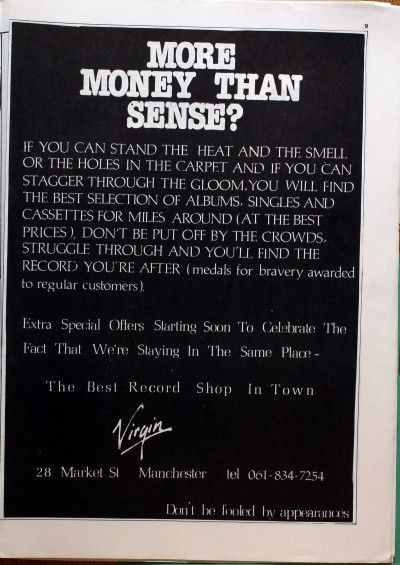 9
MORE
MONEY THAN
SENSE?
IF YOU CAN STAND THE HEAT AND THE SMELL
OR THE HOLES IN THE CARPET AND IF YOU CAN
STAGGER THROUGH THE GLOOM, YOU WILL FIND
THE BEST SELECTION OF ALBUMS, SINGLES AND
CASSETTES FOR MILES AROUND (AT THE BEST
PRICES). DON'T BE PUT OFF BY THE CROWDS,
STRUGGLE THROUGH AND YOU'LL FIND THE
RECORD YOU'RE AFTER (medals for bravery awarded
to regular customers).
Extra Special Offers Starting Soon To Celebrate The
Fact That We're Staying In The Same Place ~
The Best Record Shop In Town
Virgin
28 Market St Manchester tel 061-834-7254
Don't be fooled by appearances